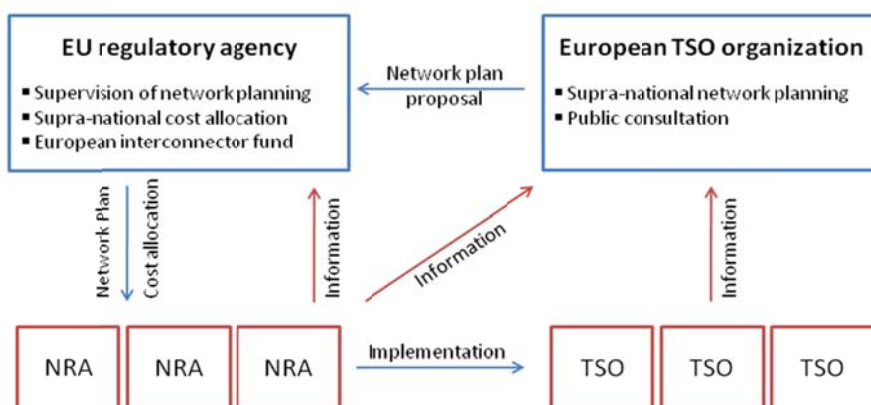 EU regulatory agency
▪ Supervision of network planning
▪ Supra-national cost allocation
▪ European interconnector fund
Network plan
proposal
European TSO organization
▪ Supra-national network planning
▪ Public consultation
Network Plan
Cost allocation
Information
Information
Information
NRA
NRA
NRA
Implementation
TSO
TSO
TSO